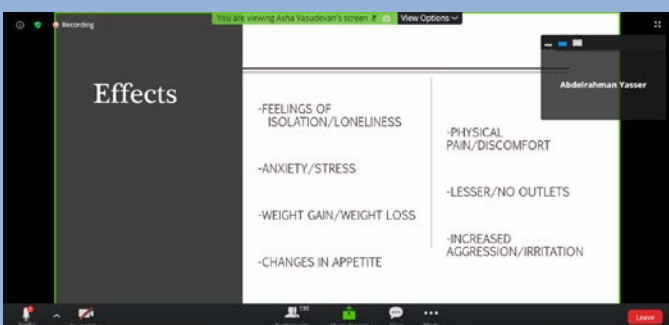 Recording
You are viewing Asha Vasudevan's screen
View Options
Abdelrahman Yasser
Effects
-FEELINGS OF
ISOLATION/LONELINESS
-ANXIETY/STRESS
-WEIGHT GAIN/WEIGHT LOSS
-CHANGES IN APPETITE
-PHYSICAL
PAIN/DISCOMFORT
-LESSER/NO OUTLETS
-INCREASED
AGGRESSION/IRRITATION
Leave